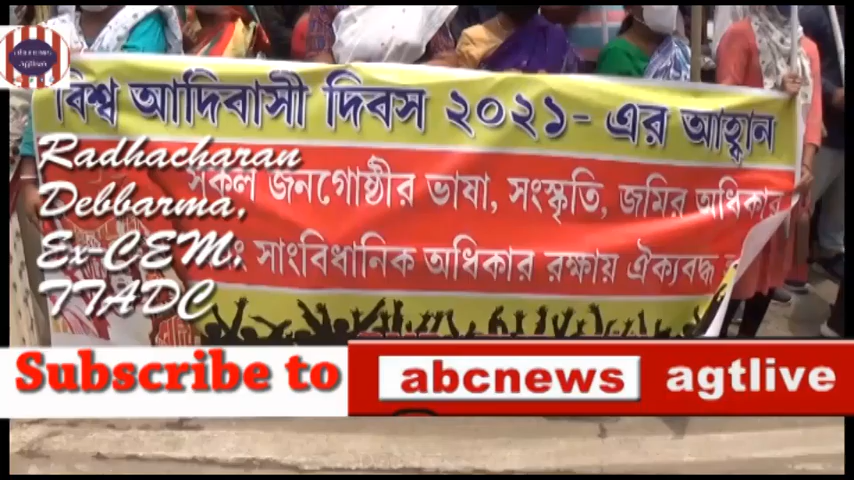 বিশ্ব আদিবাসী দিবস ২০২১- এর আহ্বান
সকল জনগোষ্ঠীর ভাষা, সংস্কৃতি, জমির অধিকার
সাংবিধানিক অধিকার রক্ষায় ঐক্যবদ্ধ
Radhacharan
Debbarma,
Ex-CEM,
TTADC
Subscribe to abcnews agtlive